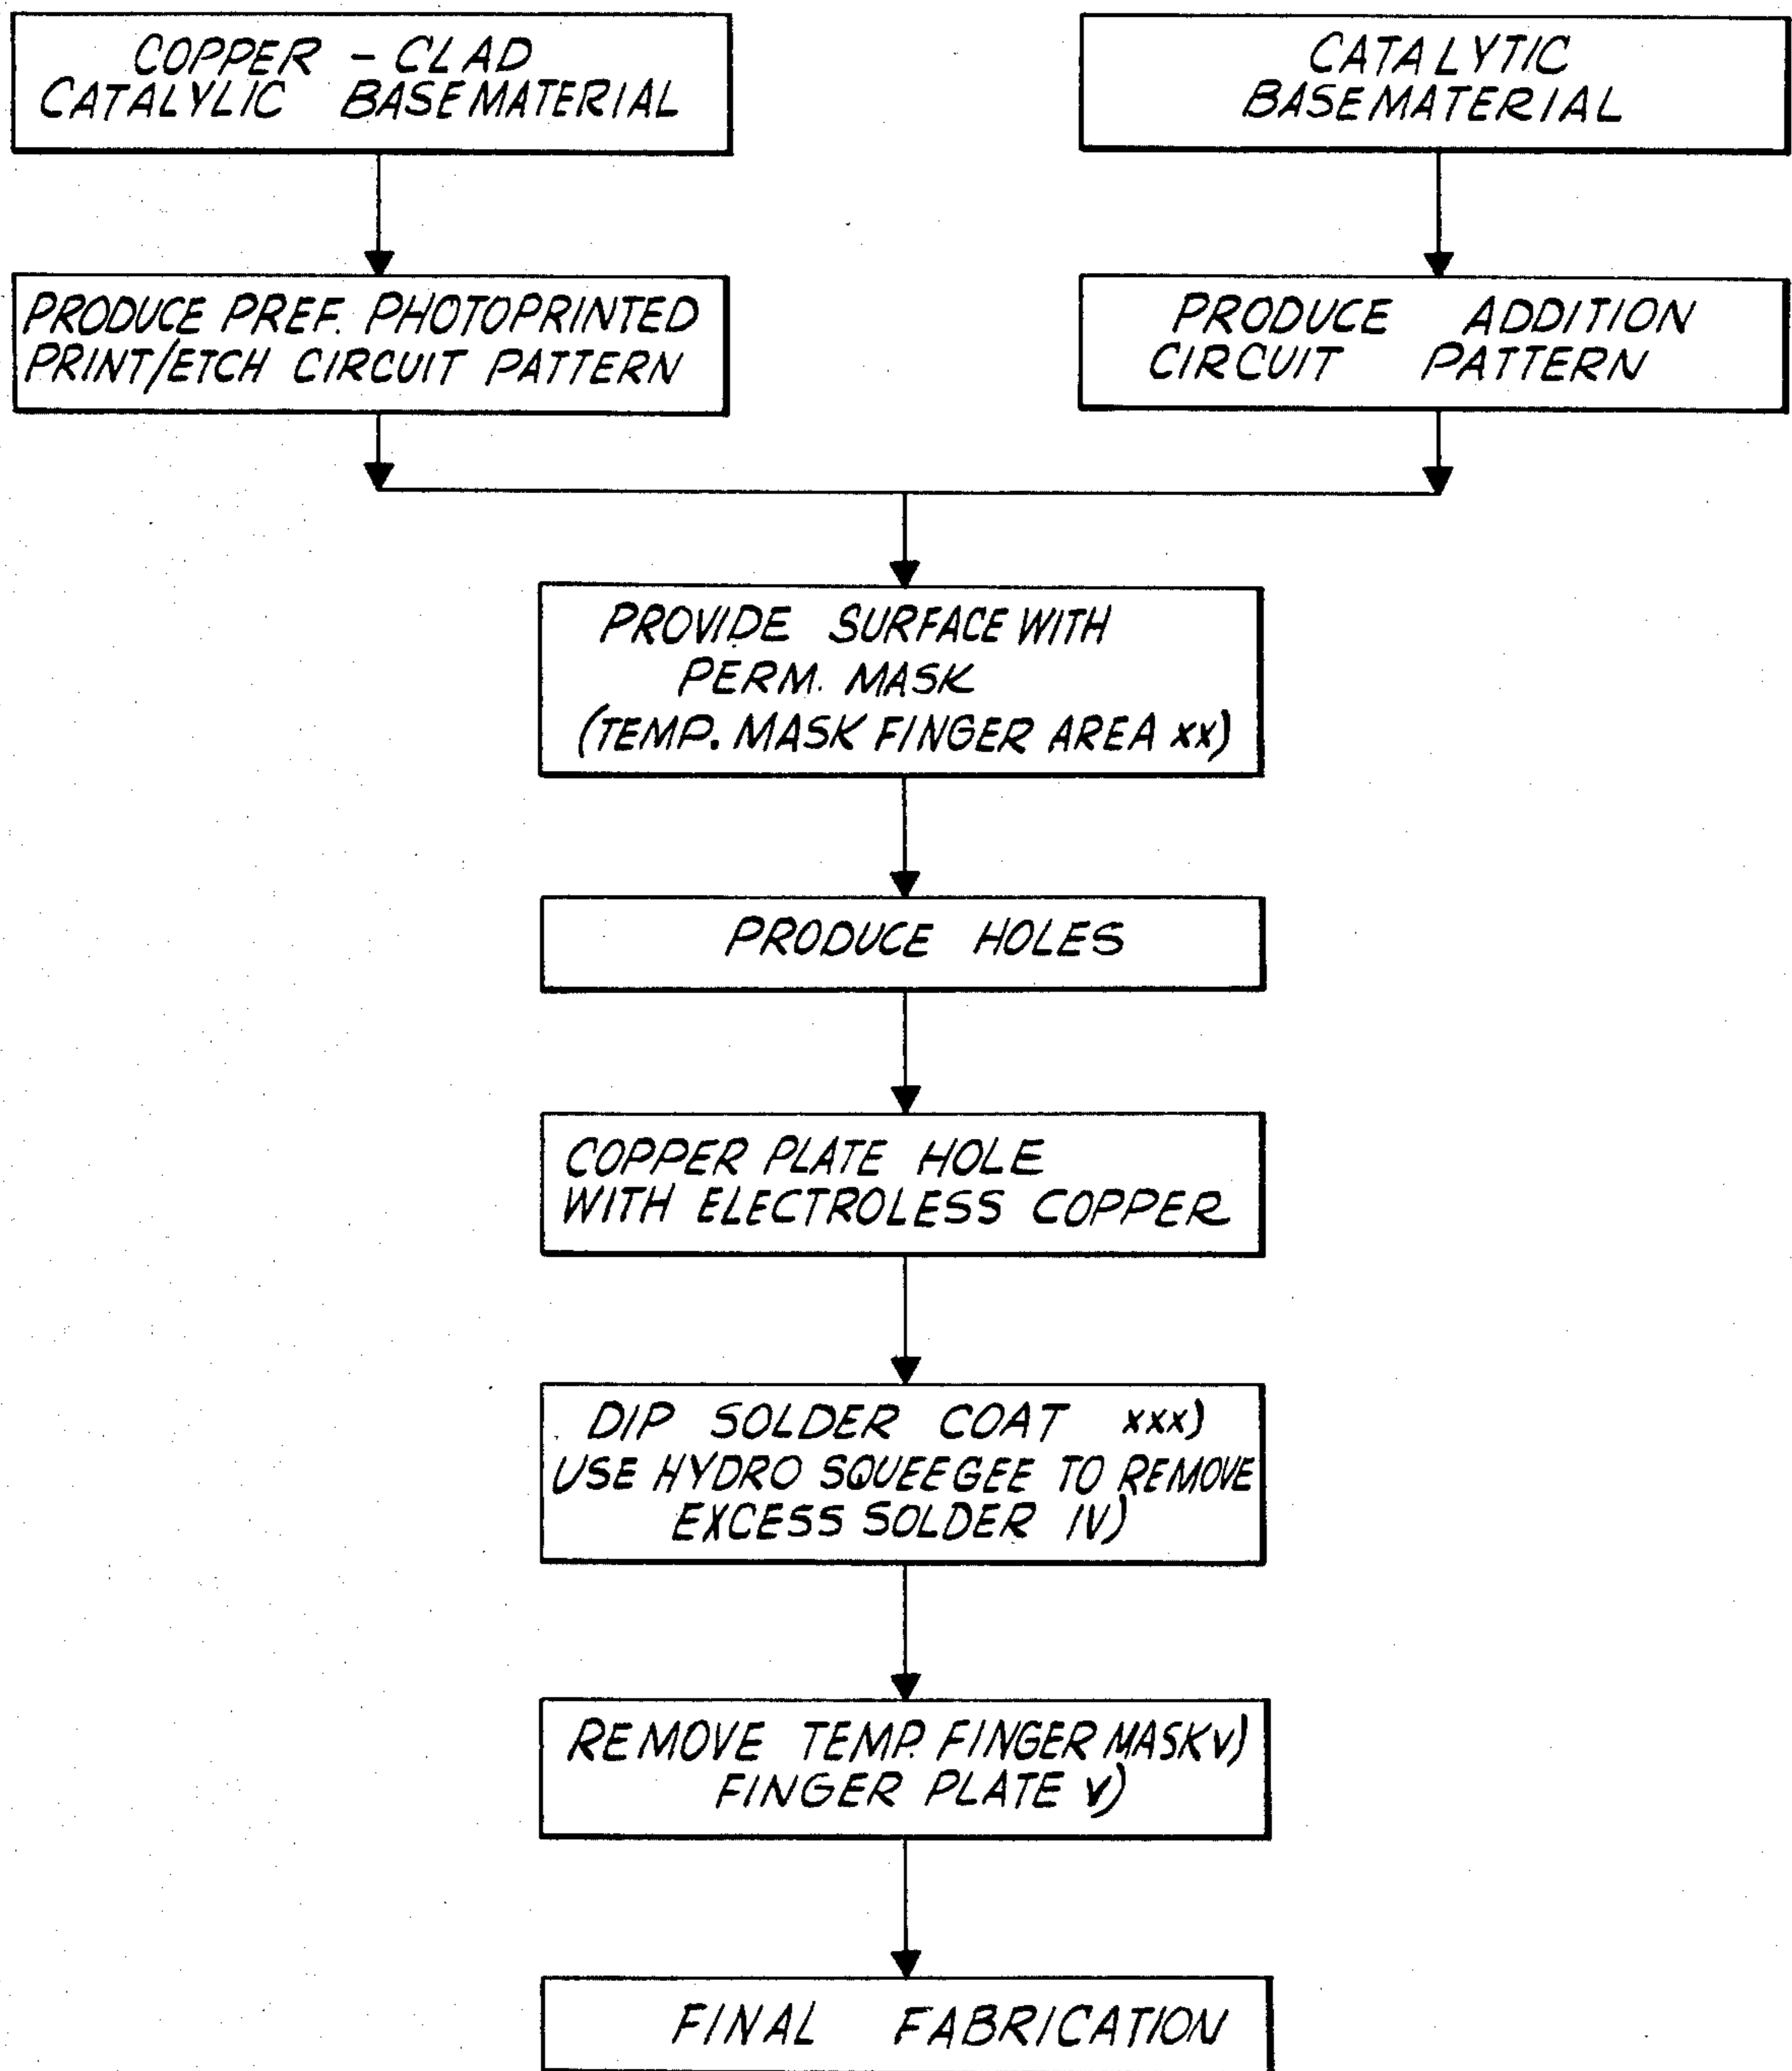 COPPER - CLAD
CATALYLIC BASEMATERIAL
CATALYTIC
BASEMATERIAL
PRODUCE PREF. PHOTOPRINTED
PRINT/ETCH CIRCUIT PATTERN
PRODUCE ADDITION
CIRCUIT PATTERN
PROVIDE SURFACE WITH
PERM. MASK
(TEMP. MASK FINGER AREA xx)
PRODUCE HOLES
COPPER PLATE HOLE
WITH ELECTROLESS COPPER
DIP SOLDER COAT xxx)
USE HYDRO SQUEEGEE TO REMOVE
EXCESS SOLDER IV)
REMOVE TEMP. FINGER MASK V)
FINGER PLATE V)
FINAL FABRICATION